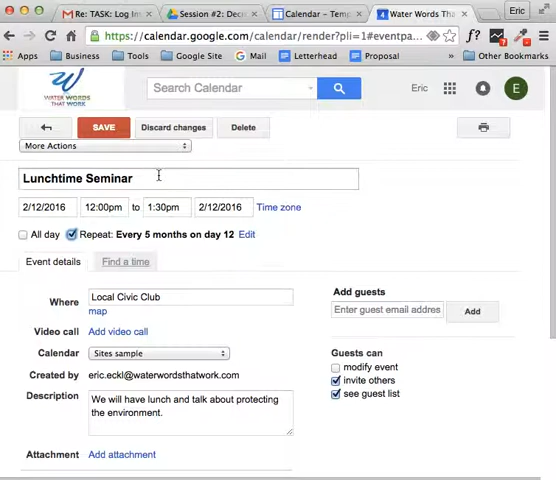 Re: TASK: Log In
Session #2: Dec
Calendar – Temp
Water Words Tha
Eric
https://calendar.google.com/calendar/render?pli=1#eventpa...
Apps
Business
Tools
Google Site
Mail
Letterhead
Proposal
»
Other Bookmarks
WATER WORDS
THAT WORK
Search Calendar
Eric
E
SAVE
Discard changes
Delete
More Actions
Lunchtime Seminar
2/12/2016 12:00pm to 1:30pm 2/12/2016 Time zone
All day Repeat: Every 5 months on day 12 Edit
Event details Find a time
Where Local Civic Club
map
Video call Add video call
Calendar Sites sample
Created by eric.eckl@waterwordsthatwork.com
Description We will have lunch and talk about protecting
the environment.
Attachment Add attachment
Add guests
Enter guest email address Add
Guests can
modify event
invite others
see guest list